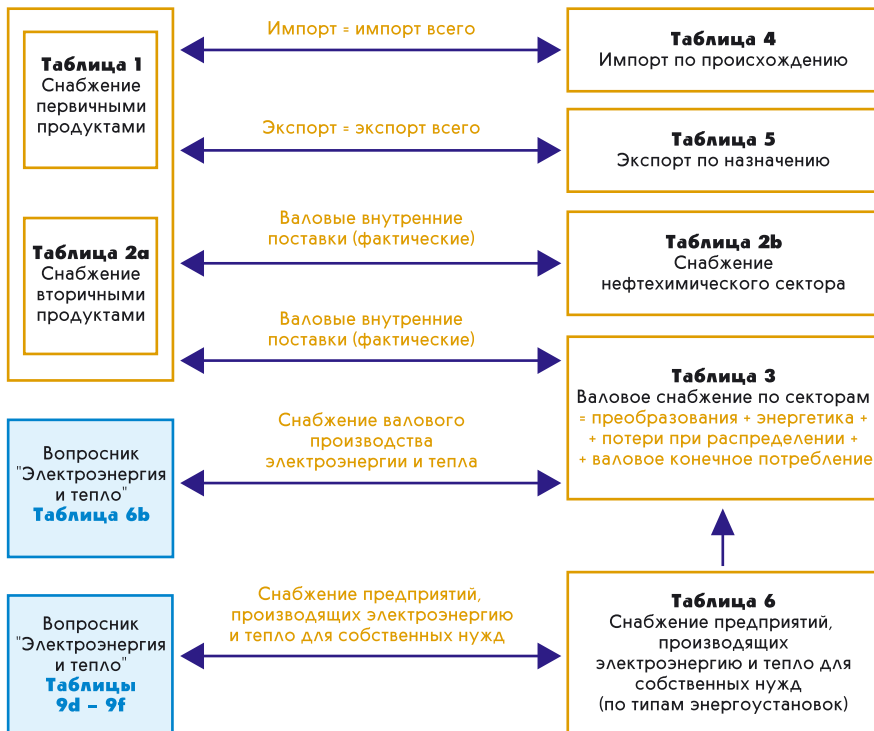 Импорт = импорт всего
Таблица 4
Импорт по происхождению
Таблица 1
Снабжение
первичными
продуктами
Экспорт = экспорт всего
Таблица 5
Экспорт по назначению
Валовые внутренние
поставки (фактические)
Таблица 2b
Снабжение
нефтехимического сектора
Таблица 2a
Снабжение
вторичными
продуктами
Валовые внутренние
поставки (фактические)
Таблица 3
Валовое снабжение по секторам
= преобразования + энергетика +
+ потери при распределении +
+ валовое конечное потребление
Снабжение валового
производства
электроэнергии и тепла
Вопросник
"Электроэнергия
и тепло"
Таблица 6b
Снабжение предприятий,
производящих электроэнергию
и тепло для собственных нужд
Вопросник
"Электроэнергия
и тепло"
Таблицы
9d – 9f
Таблица 6
Снабжение предприятий,
производящих
электроэнергию и тепло для
собственных нужд
(по типам энергоустановок)